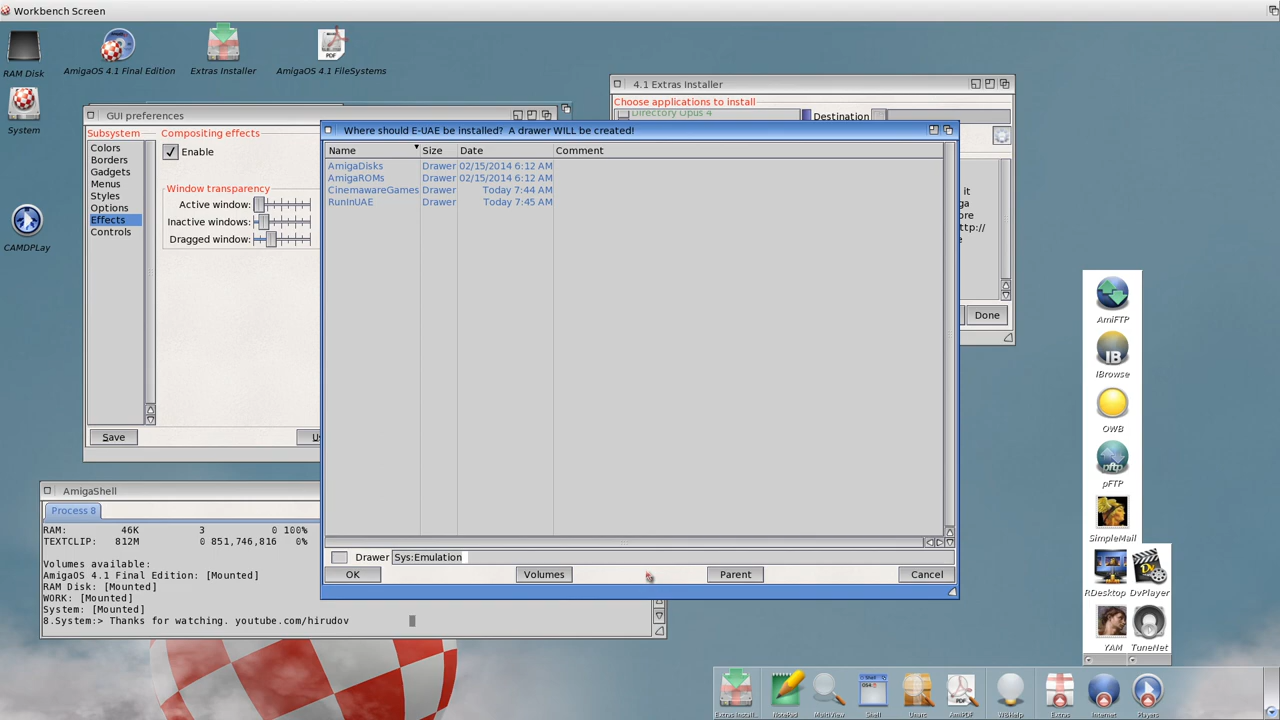 Workbench Screen
RAM Disk
AmigaOS 4.1 Final Edition
Extras Installer
AmigaOS 4.1 FileSystems
System
CAMDPLay
GUI preferences
Subsystem
Colors
Borders
Gadgets
Menus
Styles
Options
Effects
Controls
Compositing effects
Enable
Window transparency
Active window:
Inactive windows:
Dragged window:
Save
4.1 Extras Installer
Choose applications to install
Directory Opus 4
Destination
it
ttp://
Done
Where should E-UAE be installed? A drawer WILL be created!
Name Size Date Comment
AmigaDisks Drawer 02/15/2014 6:12 AM
AmigaROMs Drawer 02/15/2014 6:12 AM
CinemawareGames Drawer Today 7:44 AM
RunInUAE Drawer Today 7:45 AM
Drawer Sys:Emulation
OK Volumes Parent Cancel
AmigaShell
Process 8
RAM: 46K 3 0 100%
TEXTCLIP: 812M 0 851,746,816 0%
Volumes available:
AmigaOS 4.1 Final Edition: [Mounted]
RAM Disk: [Mounted]
WORK: [Mounted]
System: [Mounted]
8.System:> Thanks for watching. youtube.com/hirudov
AmiFTP
IB
IBrowse
OWB
pftp
pFTP
SimpleMail
RDesktop DvPlayer
YAM TuneNet
Extras Install..
NotePad
MultiView
Shell
Unarc
AmiPDF
WBHelp
Extras
Internet
Players